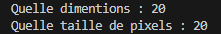 Quelle dimentions : 20
Quelle taille de pixels : 20